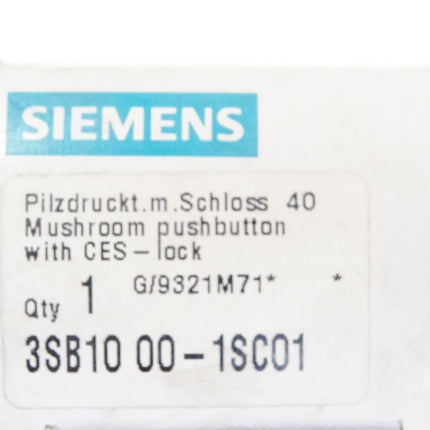 SIEMENS
Pilzdruckt.m.Schloss 40
Mushroom pushbutton
with CES-lock
Qty 1 G/9321M71* *
3SB10 00-1SC01